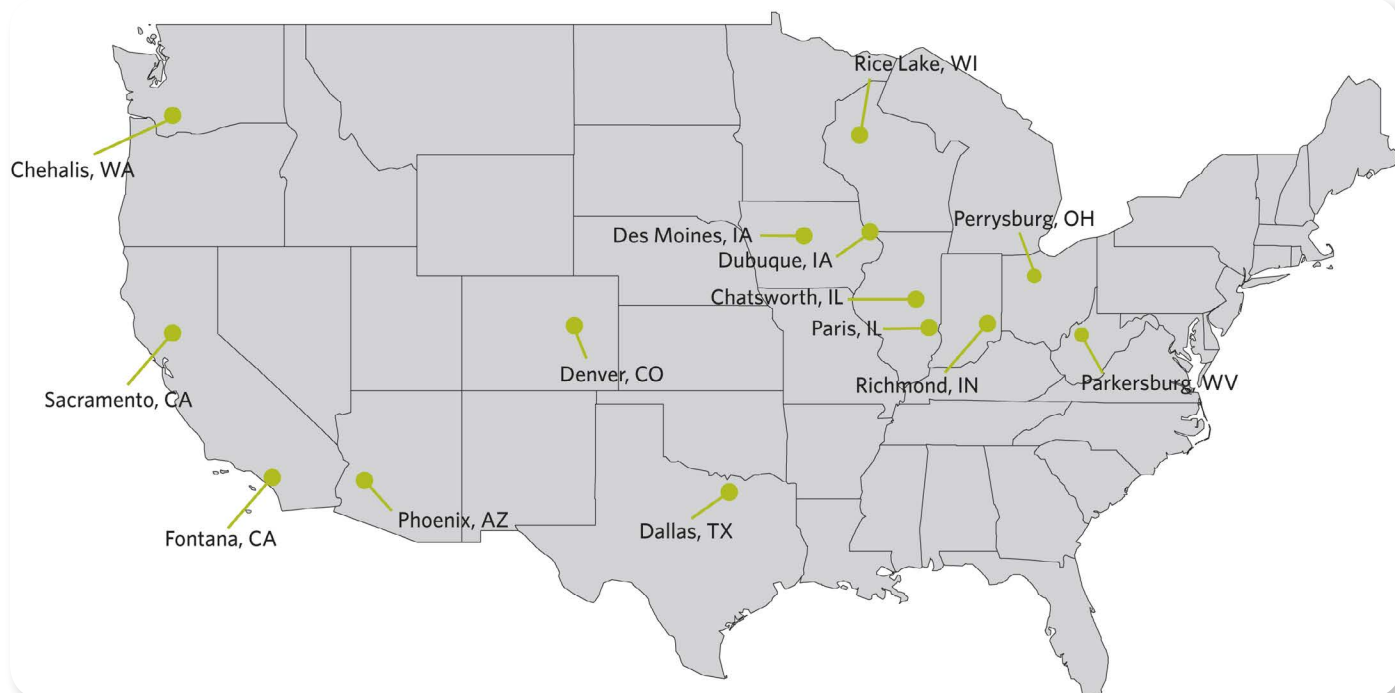 Rice Lake, WI
Chehalis, WA
Perrysburg, OH
Des Moines, IA
Dubuque, IA
Chatsworth, IL
Paris, IL
Denver, CO
Richmond, IN
Parkersburg, WV
Sacramento, CA
Phoenix, AZ
Dallas, TX
Fontana, CA